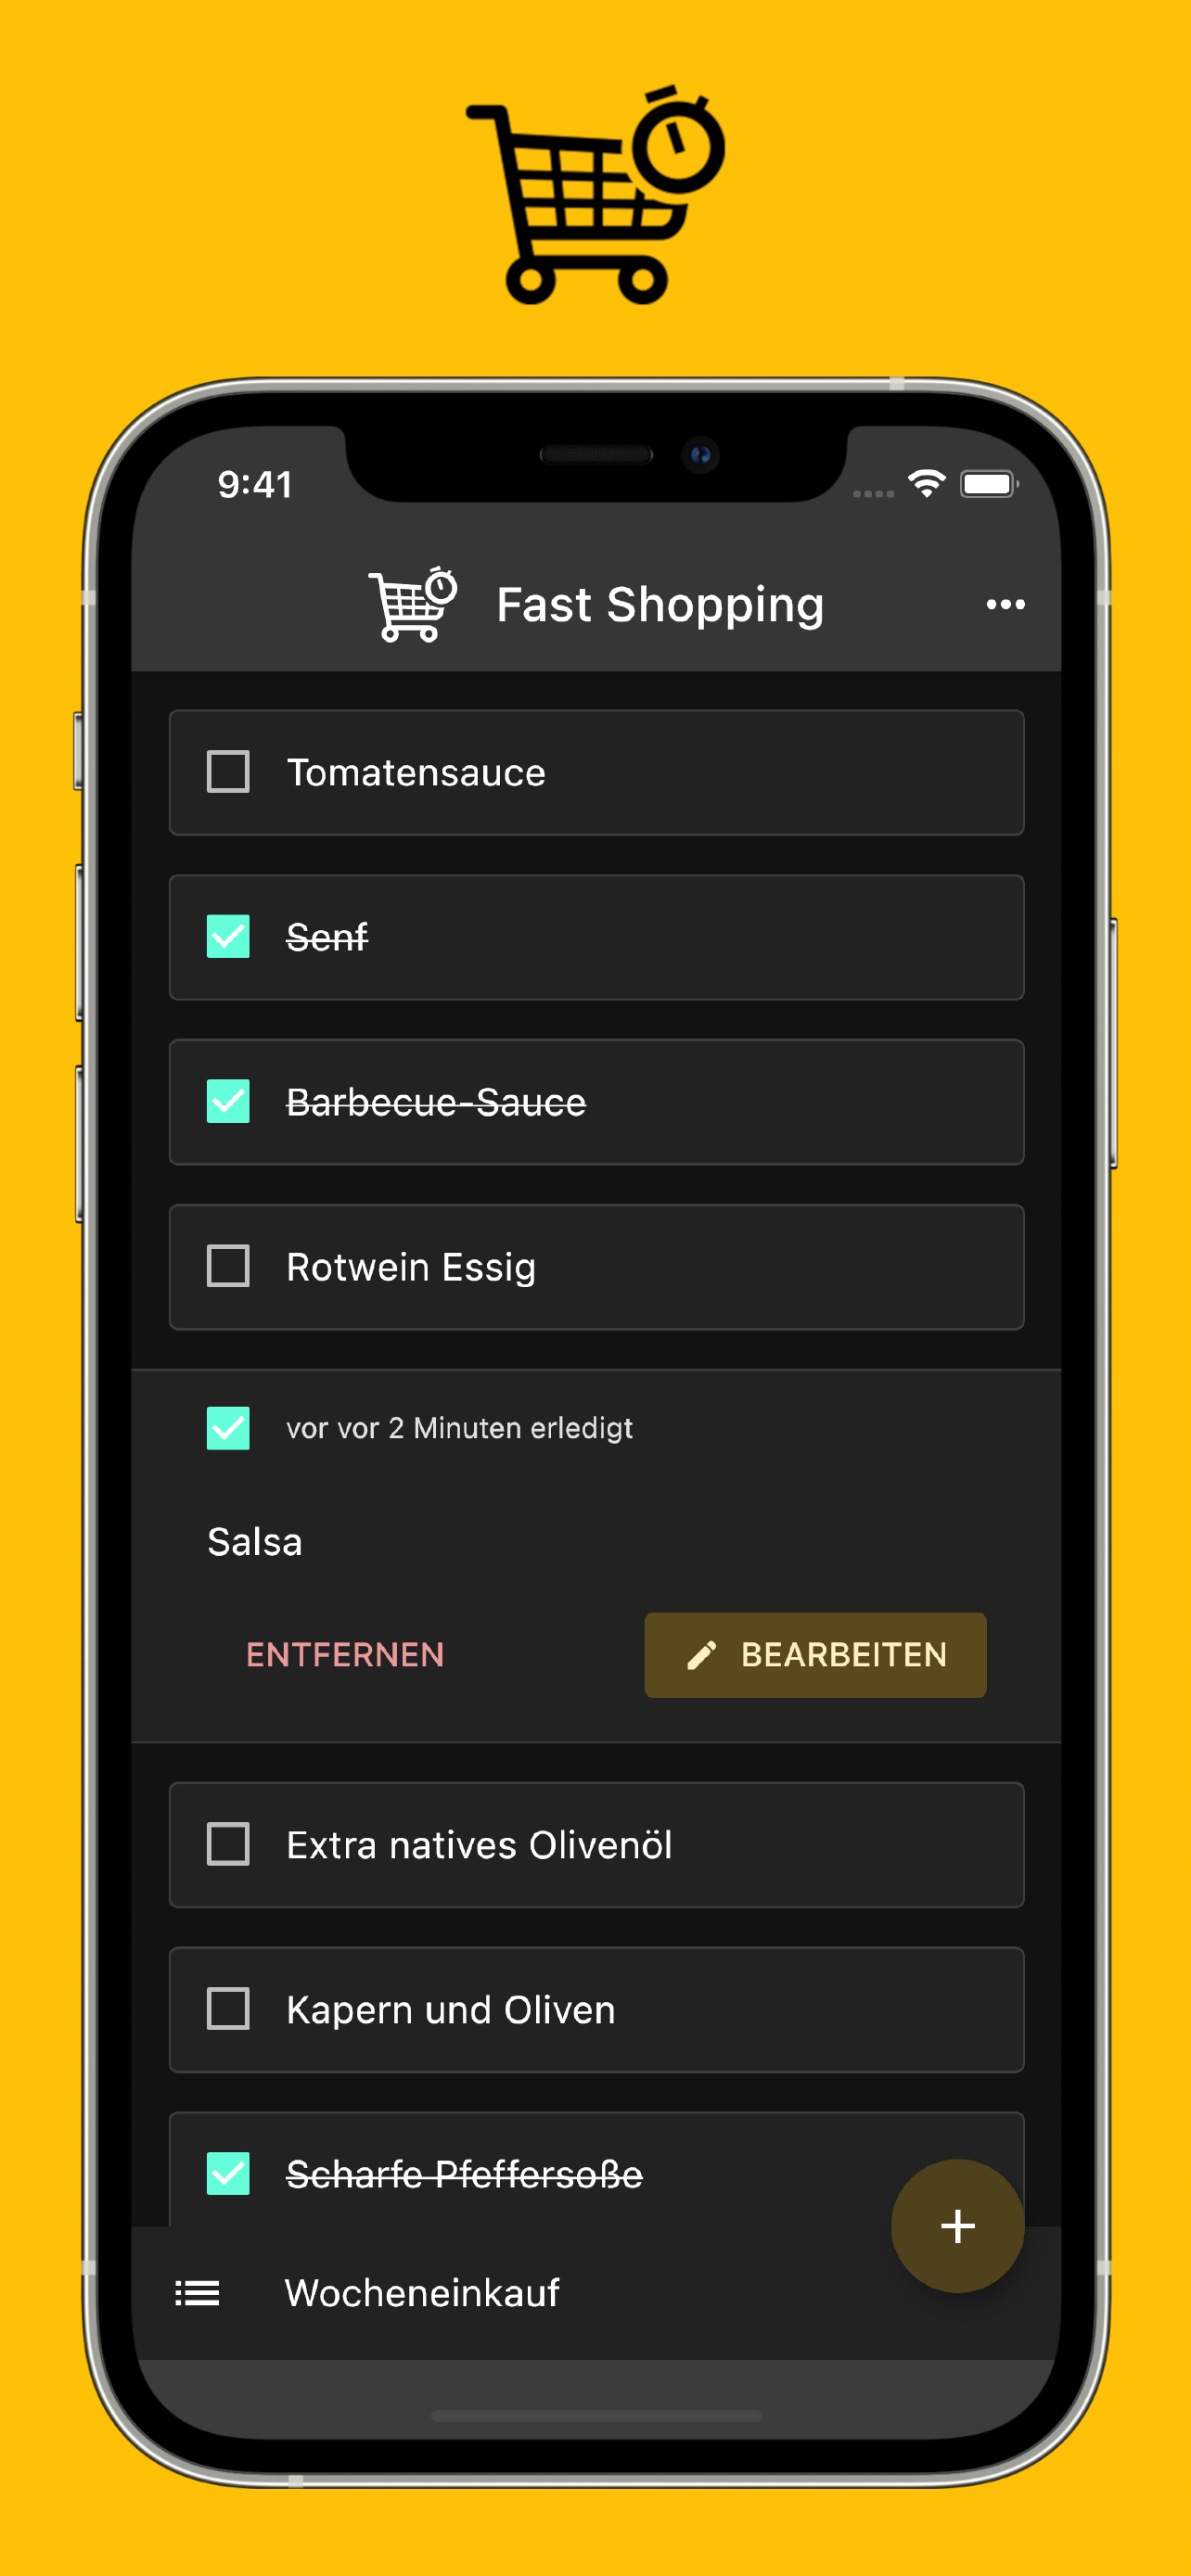 9:41
Fast Shopping
Tomatensauce
Senf
Barbecue-Sauce
Rotwein Essig
vor vor 2 Minuten erledigt
Salsa
ENTFERNEN
BEARBEITEN
Extra natives Olivenöl
Kapern und Oliven
Scharfe Pfeffersoße
Wocheneinkauf